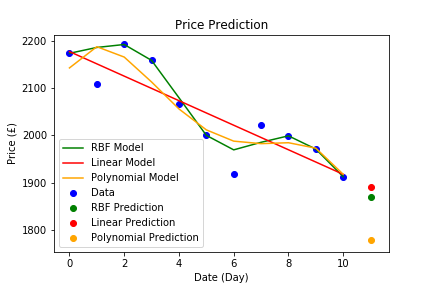 Price Prediction
2200
2100
2000
1900
1800
Price (£)
RBF Model
Linear Model
Polynomial Model
Data
RBF Prediction
Linear Prediction
Polynomial Prediction
0 2 4 6 8 10
Date (Day)